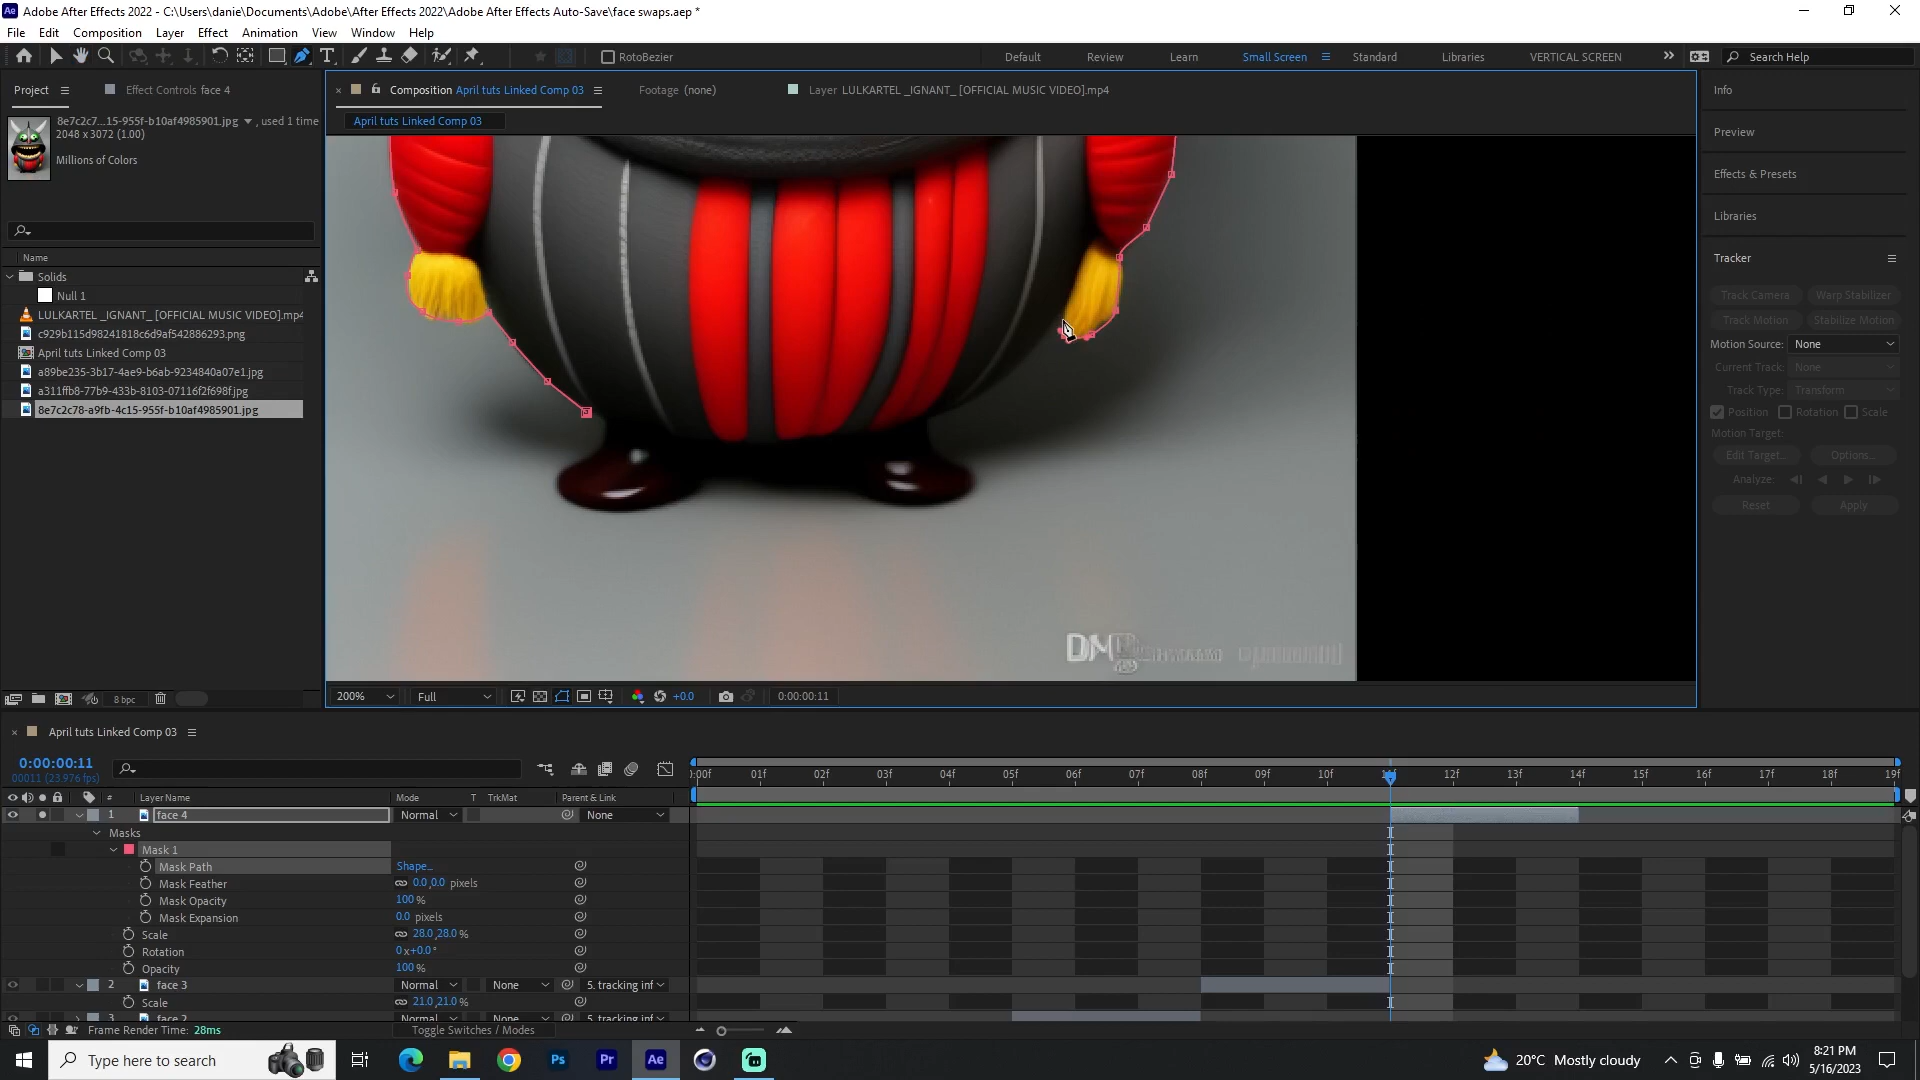 Adobe After Effects 2022 - C:\Users\danie\Documents\Adobe\After Effects 2022\Adobe After Effects Auto-Save\face swaps.aep *
File Edit Composition Layer Effect Animation View Window Help
RotoBezier Default Review Learn Small Screen Standard Libraries VERTICAL SCREEN Search Help
Project Effect Controls face 4 Composition April tuts Linked Comp 03 Footage (none) Layer LULKARTEL _IGNANT_ [OFFICIAL MUSIC VIDEO].mp4
April tuts Linked Comp 03
8e7c2c7...15-955f-b10af4985901.jpg , used 1 time
2048 x 3072 (1.00)
Millions of Colors
Name
Solids
Null 1
LULKARTEL _IGNANT_ [OFFICIAL MUSIC VIDEO].mp4
c929b115d98241818c6d9af542886293.png
April tuts Linked Comp 03
a89be235-3b17-4ae9-b6ab-9234840a07e1.jpg
a311ffb8-77b9-433b-8103-07116f2f698f.jpg
8e7c2c78-a9fb-4c15-955f-b10af4985901.jpg
8 bpc
200% Full +0.0 0:00:00:11
Info
Preview
Effects & Presets
Libraries
Tracker
Track Camera Warp Stabilizer
Track Motion Stabilize Motion
Motion Source: None
Current Track: None
Track Type: Transform
Position Rotation Scale
Motion Target:
Edit Target... Options...
Analyze:
Reset Apply
April tuts Linked Comp 03
0:00:00:11
00011 (23.976 fps)
:00f 01f 02f 03f 04f 05f 06f 07f 08f 09f 10f 12f 13f 14f 15f 16f 17f 18f 19f
# Layer Name Mode T TrkMat Parent & Link
1 face 4 Normal None
Masks
Mask 1
Mask Path Shape...
Mask Feather 0.0,0.0 pixels
Mask Opacity 100 %
Mask Expansion 0.0 pixels
Scale 28.0,28.0 %
Rotation 0x+0.0°
Opacity 100 %
2 face 3 Normal None 5. tracking inf
Scale 21.0,21.0 %
3 face 2 Normal None 5. tracking inf
Frame Render Time: 28ms Toggle Switches / Modes
Type here to search Ps Pr Ae 20°C Mostly cloudy 8:21 PM
5/16/2023